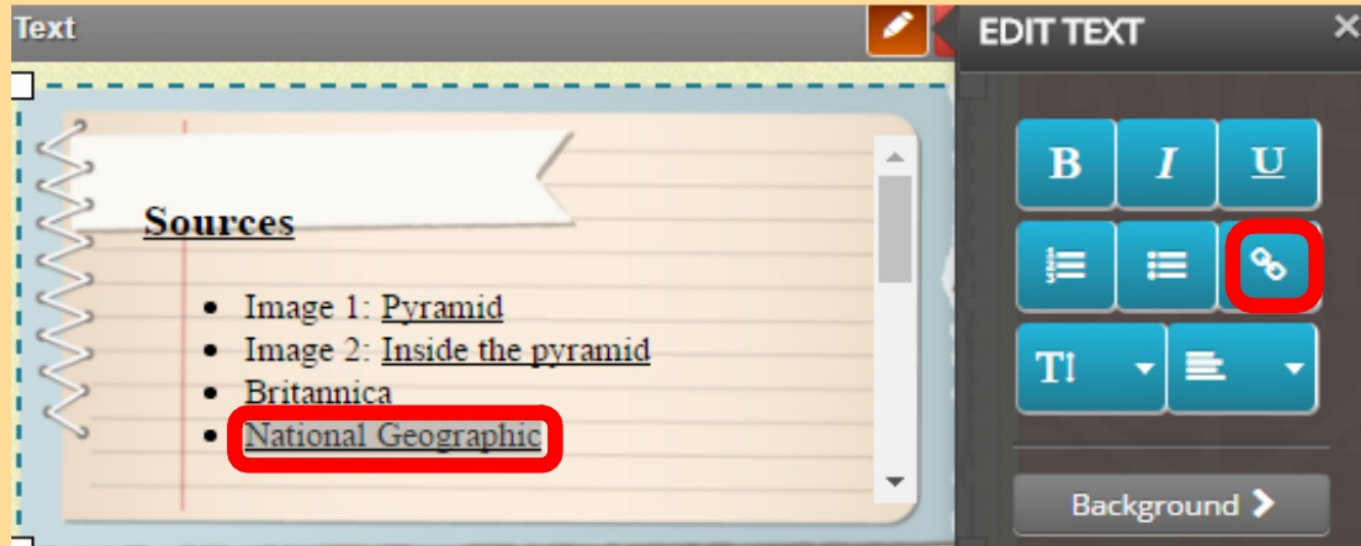 Text
EDIT TEXT ×
B I U
Sources
• Image 1: Pyramid
• Image 2: Inside the pyramid
• Britannica
• National Geographic
T
Background